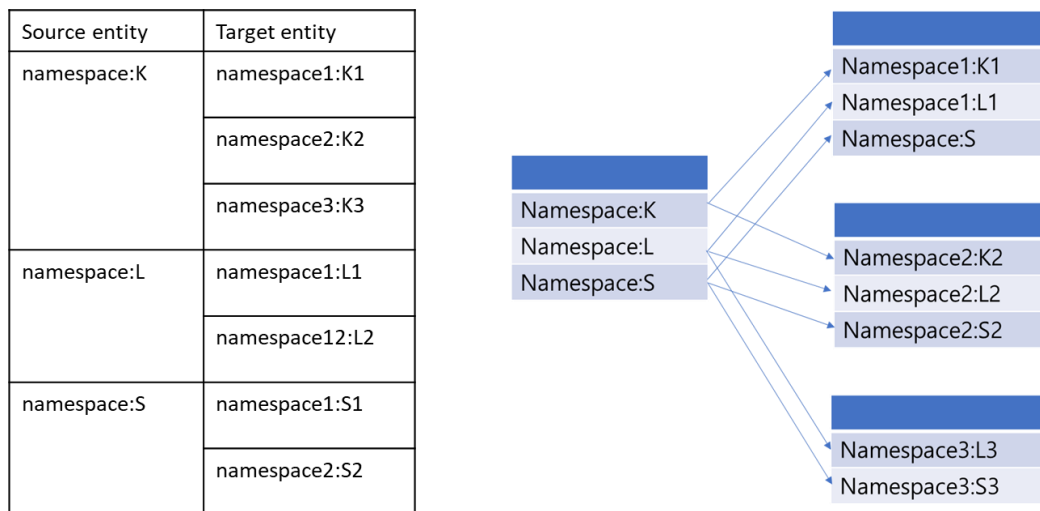 Source entity Target entity
namespace:K namespace1:K1
namespace2:K2
namespace3:K3
namespace:L namespace1:L1
namespace12:L2
namespace:S namespace1:S1
namespace2:S2
Namespace:K
Namespace:L
Namespace:S
Namespace1:K1
Namespace1:L1
Namespace:S
Namespace2:K2
Namespace2:L2
Namespace2:S2
Namespace3:L3
Namespace3:S3